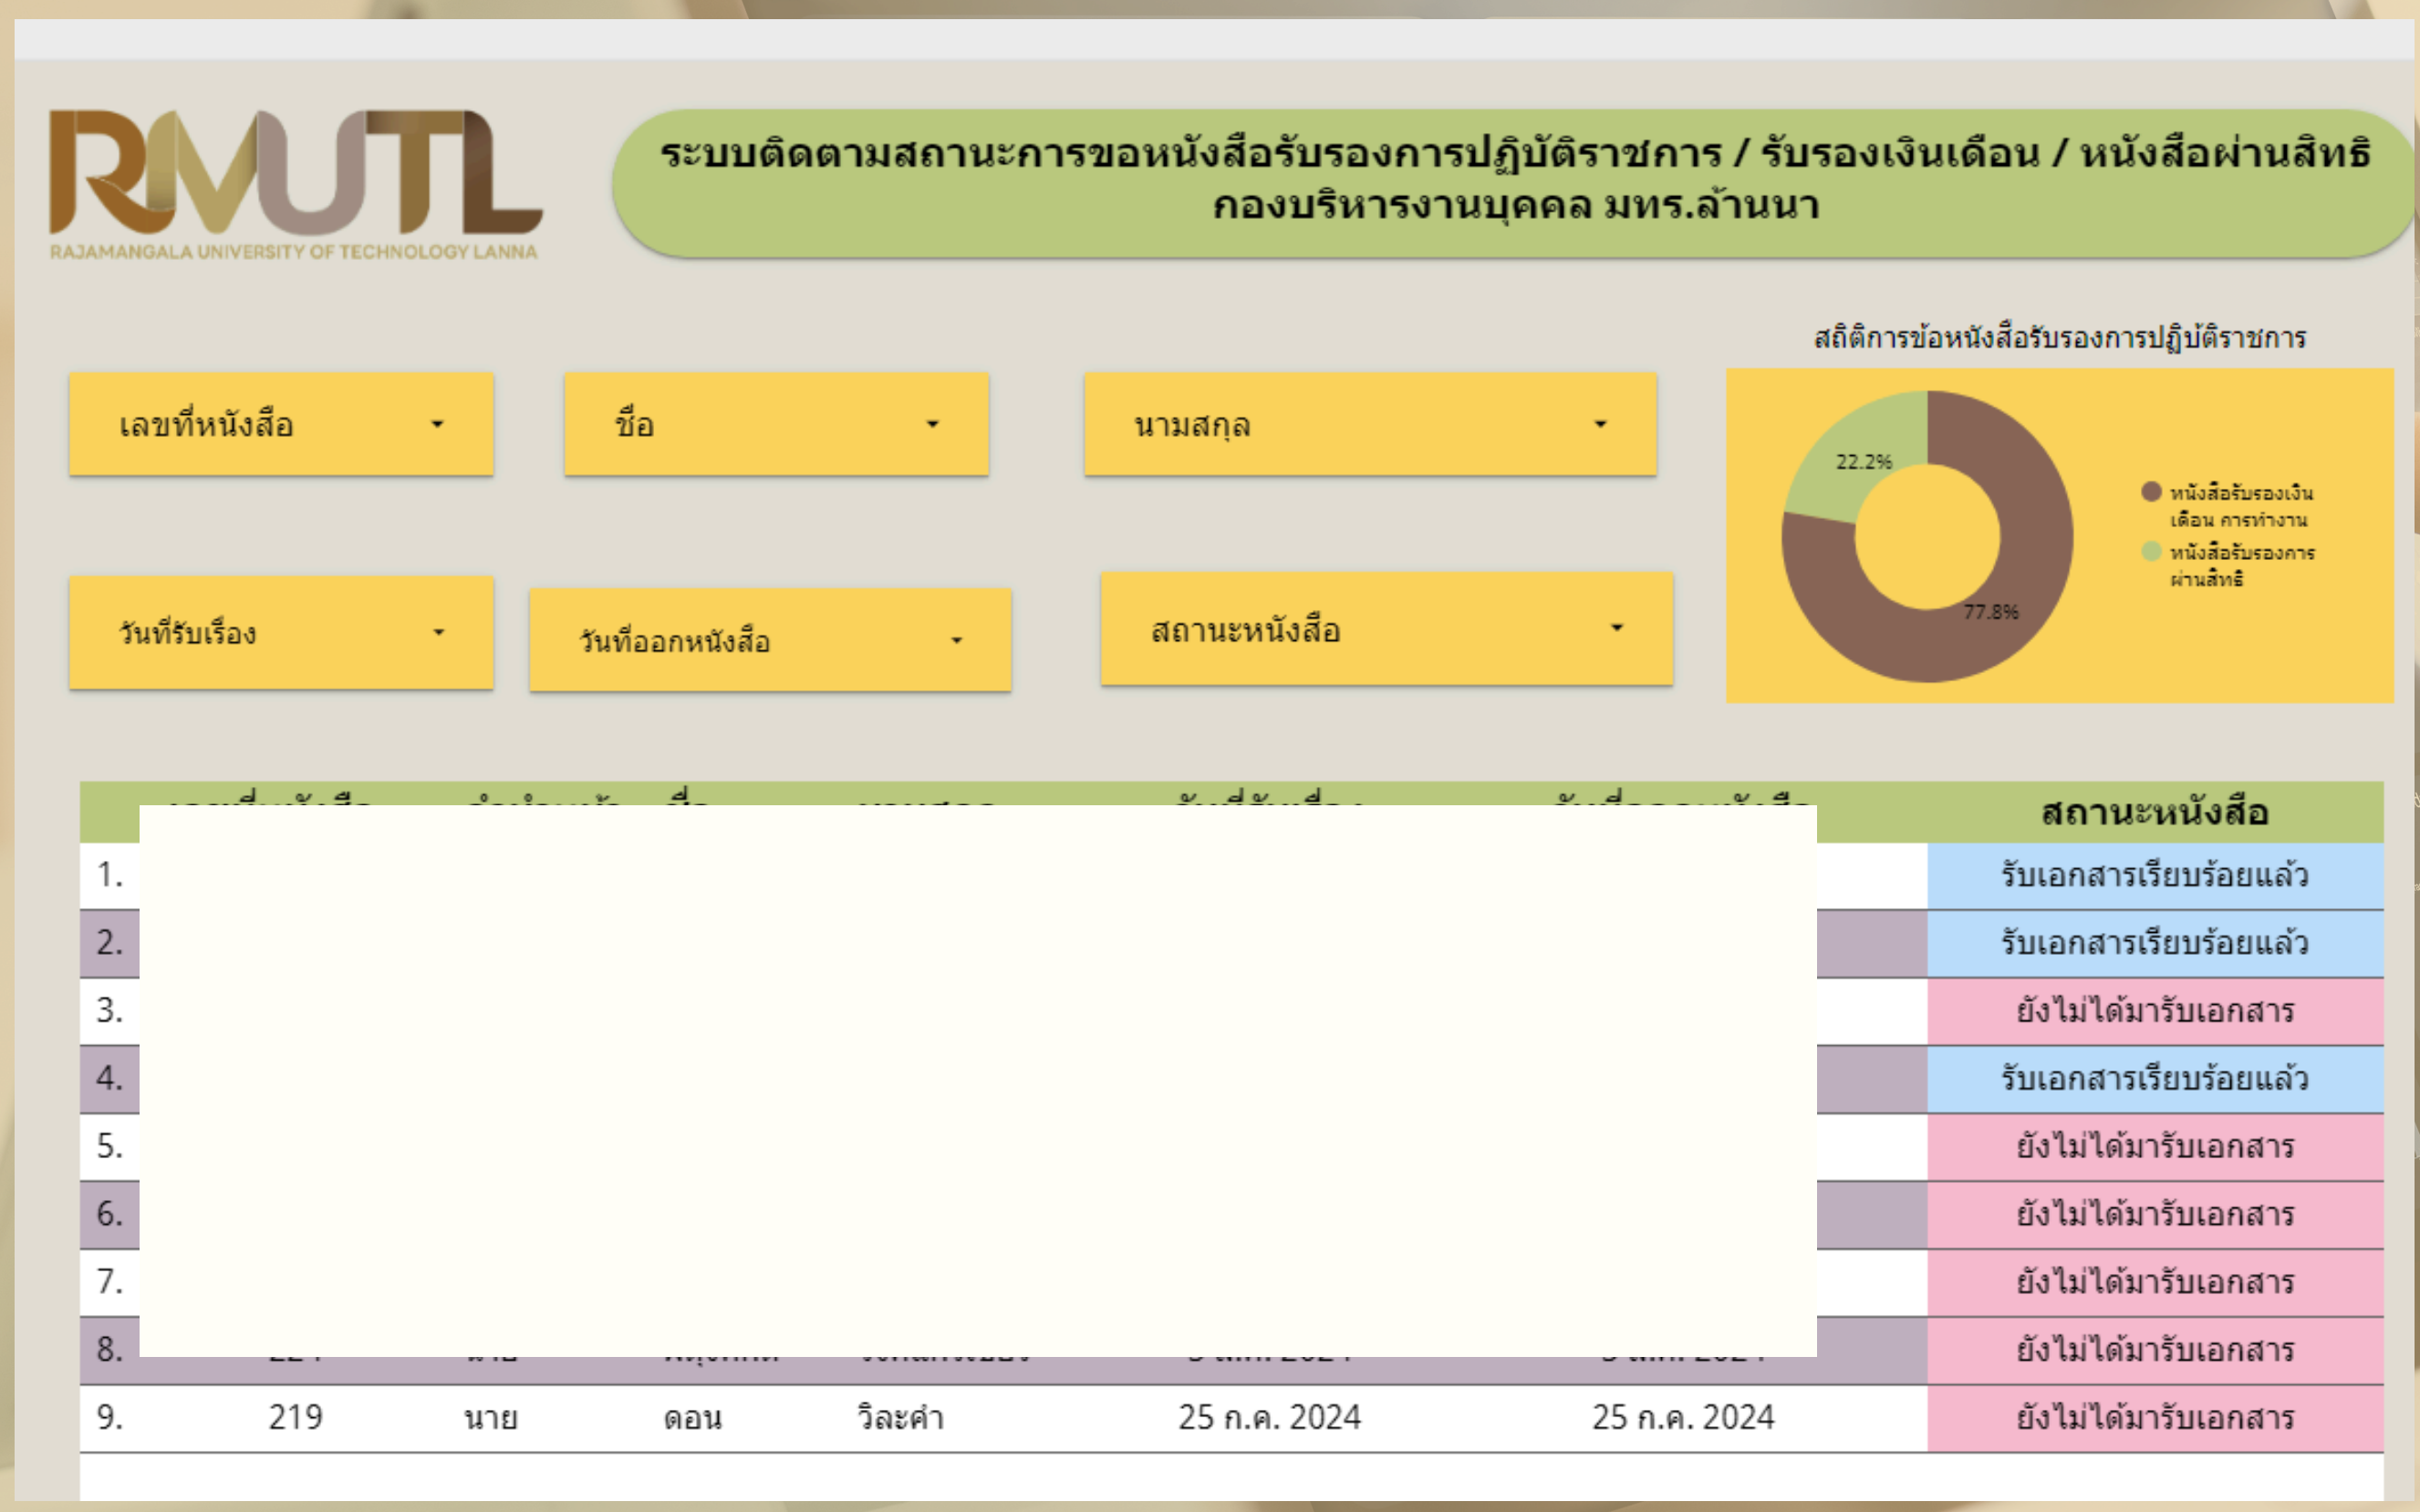 RMUTL
RAJAMANGALA UNIVERSITY OF TECHNOLOGY LANNA
ระบบติดตามสถานะการขอหนังสือรับรองการปฏิบัติราชการ / รับรองเงินเดือน / หนังสือผ่านสิทธิ
กองบริหารงานบุคคล มทร.ล้านนา
สถิติการข้อหนังสือรับรองการปฏิบัติราชการ
เลขที่หนังสือ
ชื่อ
นามสกุล
22.2%
77.8%
หนังสือรับรองเงิน
เดือน การทำงาน
หนังสือรับรองการ
ผ่านสิทธิ
วันที่รับเรื่อง
วันที่ออกหนังสือ
สถานะหนังสือ
สถานะหนังสือ
1. รับเอกสารเรียบร้อยแล้ว
2. รับเอกสารเรียบร้อยแล้ว
3. ยังไม่ได้มารับเอกสาร
4. รับเอกสารเรียบร้อยแล้ว
5. ยังไม่ได้มารับเอกสาร
6. ยังไม่ได้มารับเอกสาร
7. ยังไม่ได้มารับเอกสาร
8. ยังไม่ได้มารับเอกสาร
9. 219 นาย ดอน วิละคำ 25 ก.ค. 2024 25 ก.ค. 2024 ยังไม่ได้มารับเอกสาร